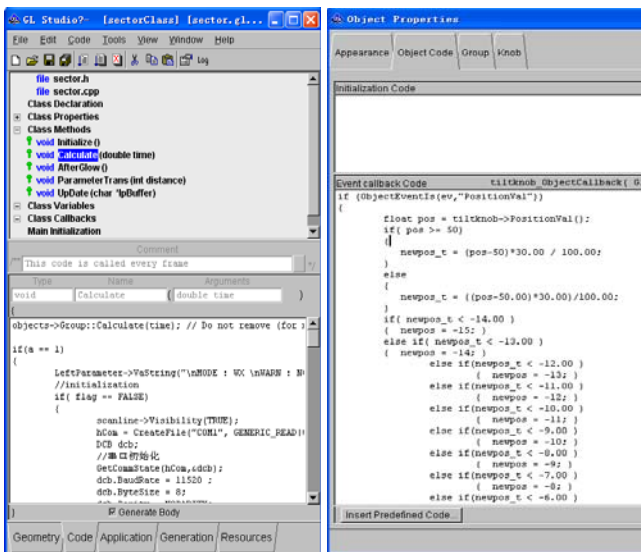 GL Studio?- [sectorClass] [sector.gl...
File Edit Code Tools View Window Help
Log
file sector.h
file sector.cpp
Class Declaration
Class Properties
Class Methods
void Initialize ()
void Calculate (double time)
void AfterGlow ()
void ParameterTrans (int distance)
void UpDate (char *lpBuffer)
Class Variables
Class Callbacks
Main Initialization
Comment
/** This code is called every frame */
Type Name Arguments
void Calculate ( double time )
{
objects->Group::Calculate(time); // Do not remove (for
if(a == 1)
{
LeftParameter->VaString("\nMODE : WX \nWARN :
//initialization
if( flag == FALSE)
{
scanline->Visibility(TRUE);
hCom = CreateFile("COM1", GENERIC_READ|
DCB dcb;
//串口初始化
GetCommState(hCom,&dcb);
dcb.BaudRate = 11520 ;
dcb.ByteSize = 8;
} Generate Body
Geometry Code Application Generation Resources
Object Properties
Appearance Object Code Group Knob
Initialization Code
Event callback Code tiltknob_ObjectCallback( G
if (ObjectEventIs(ev,"PositionVal"))
{
float pos = tiltknob->PositionVal();
if( pos >= 50)
{
newpos_t = (pos-50)*30.00 / 100.00;
}
else
{
newpos_t = ((pos-50.00)*30.00)/100.00;
}
if( newpos_t < -14.00 )
{ newpos = -15; }
else if( newpos_t < -13.00 )
{ newpos = -14; }
else if(newpos_t < -12.00 )
{ newpos = -13; }
else if(newpos_t < -11.00 )
{ newpos = -12; }
else if(newpos_t < -10.00 )
{ newpos = -11; }
else if(newpos_t < -9.00 )
{ newpos = -10; }
else if(newpos_t < -8.00 )
{ newpos = -9; }
else if(newpos_t < -7.00 )
{ newpos = -8; }
else if(newpos_t < -6.00 )
Insert Predefined Code...